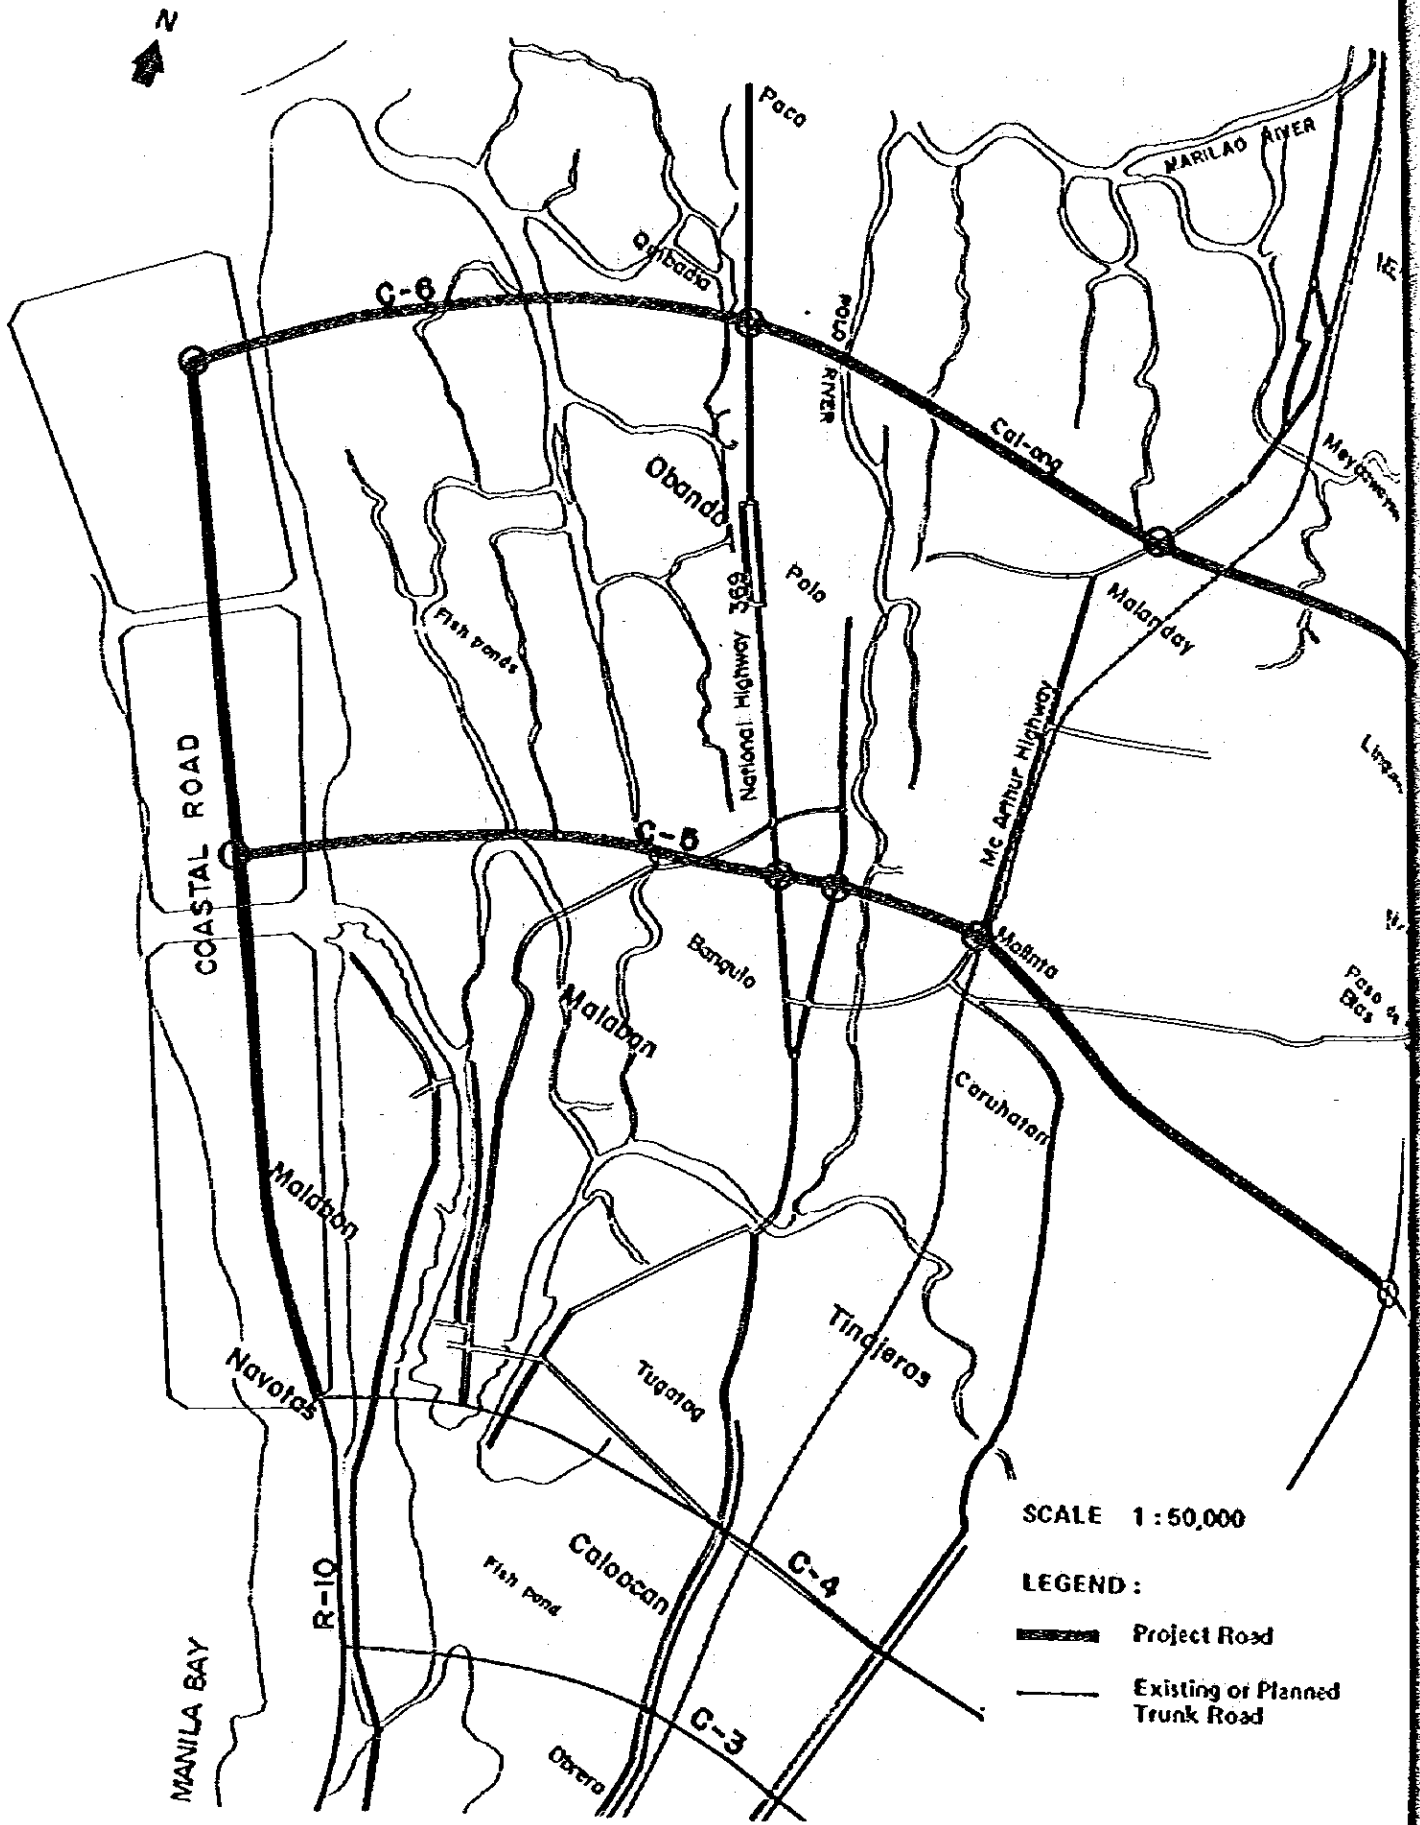 N
Paco
MARILAO RIVER
Quibadia
C-6
POLO RIVER
Cal-ong
Obando
Polo
National Highway 369
Fish ponds
Malanday
Mc Arthur Highway
COASTAL ROAD
C-5
Malinta
Bangulo
Malabon
Paso de
Blas
Caruhatan
Malabon
Tinajeras
Navotas
Tugatog
SCALE 1 : 50,000
LEGEND :
Project Road
Existing or Planned
Trunk Road
Caloocan
C-4
Fish pond
R-10
MANILA BAY
C-3
Obrero